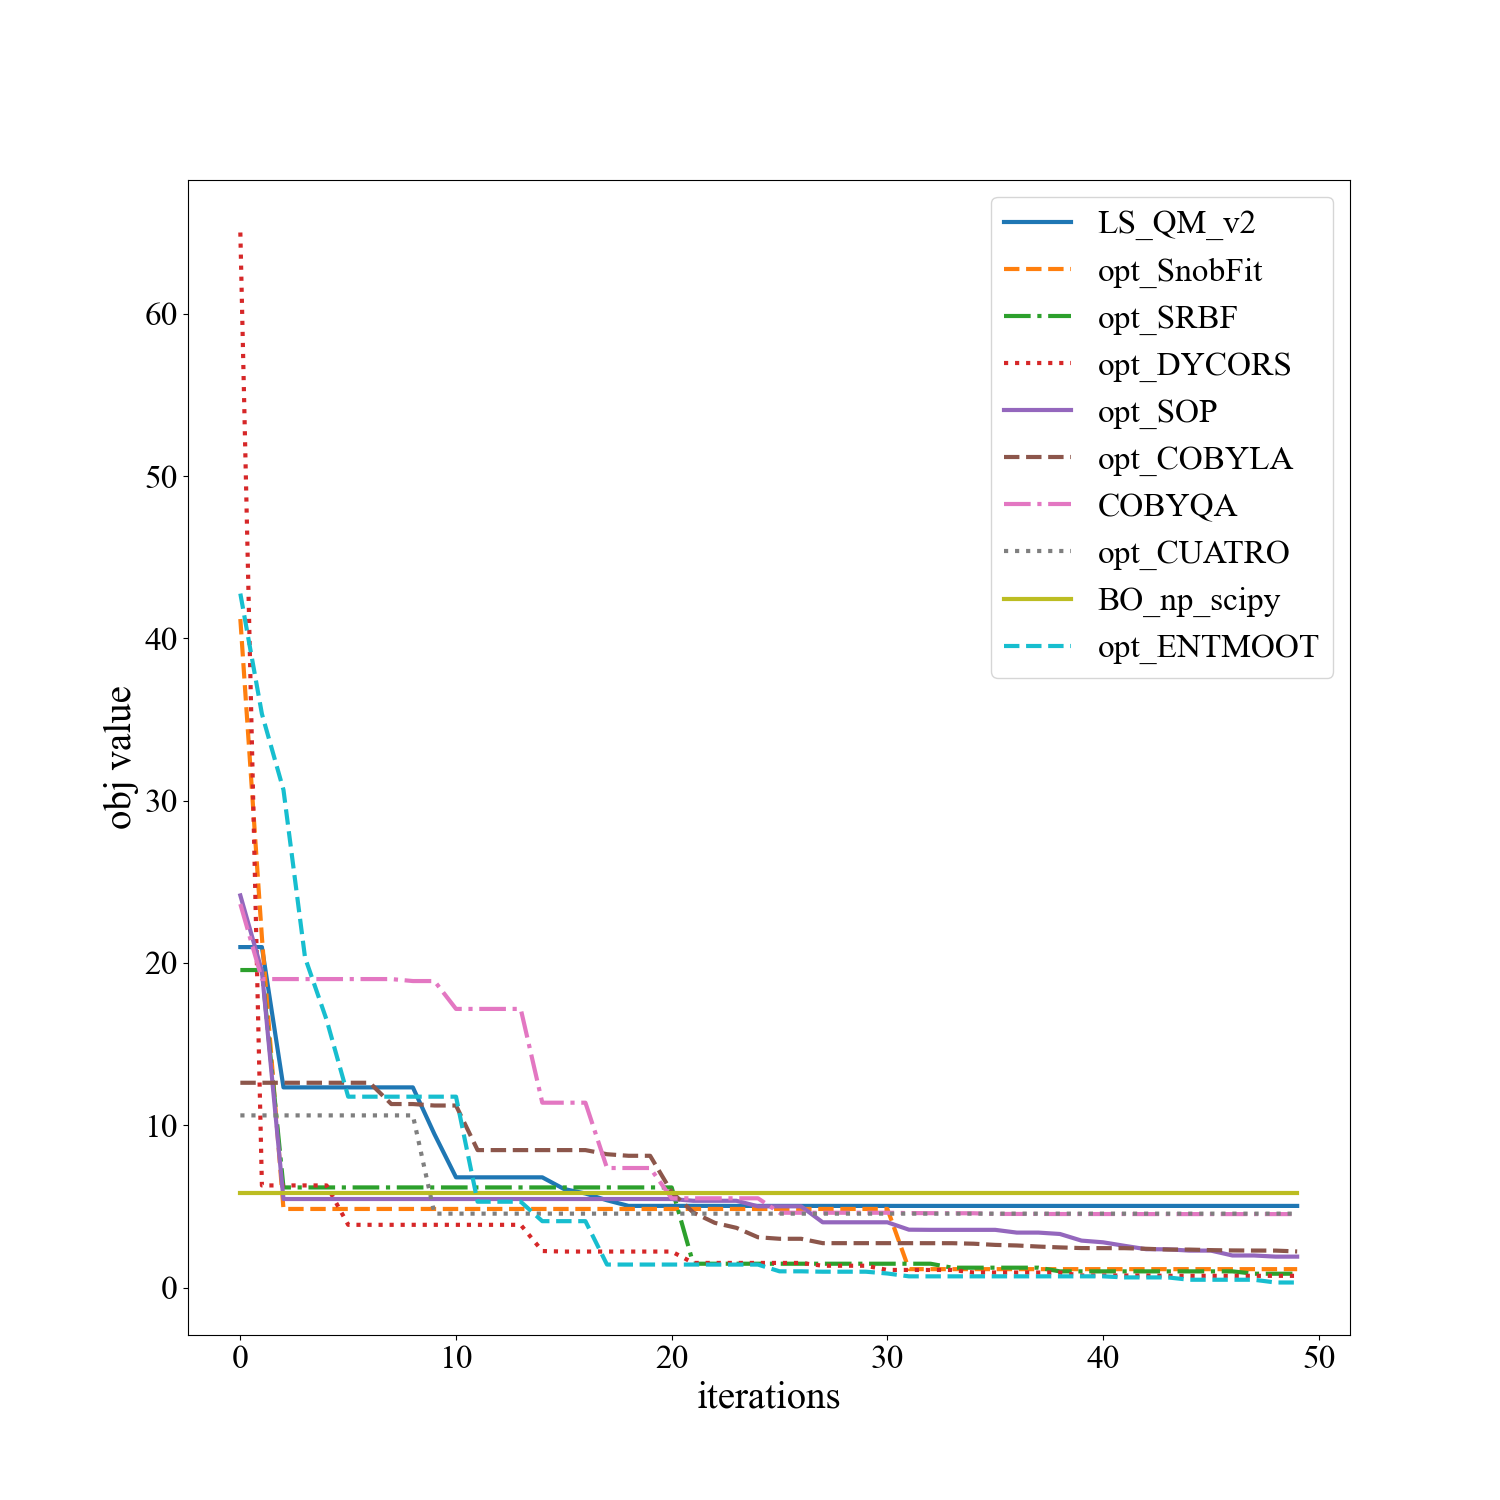 LS_QM_v2
opt_SnobFit
opt_SRBF
opt_DYCORS
opt_SOP
opt_COBYLA
COBYQA
opt_CUATRO
BO_np_scipy
opt_ENTMOOT
obj value
60
50
40
30
20
10
0
0 10 20 30 40 50
iterations